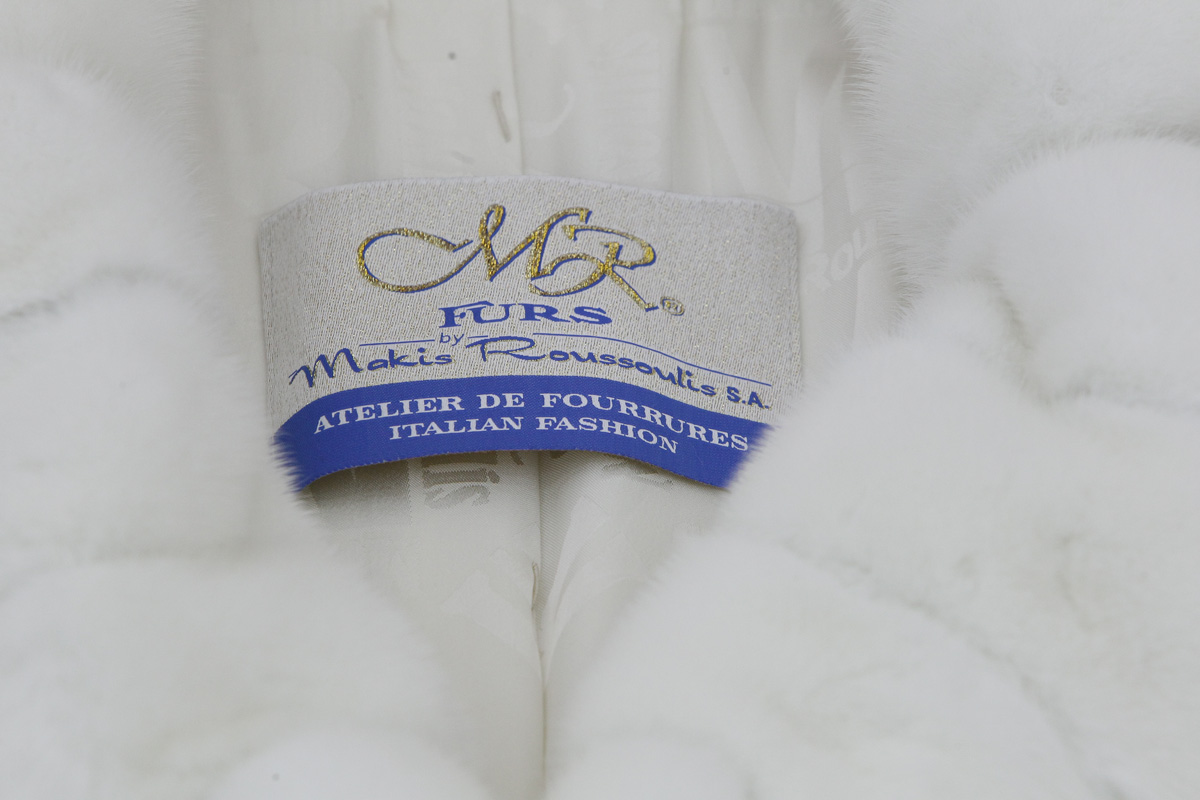 MR ®
FURS
by
Makis Roussoulis S.A.
ATELIER DE FOURRURES
ITALIAN FASHION